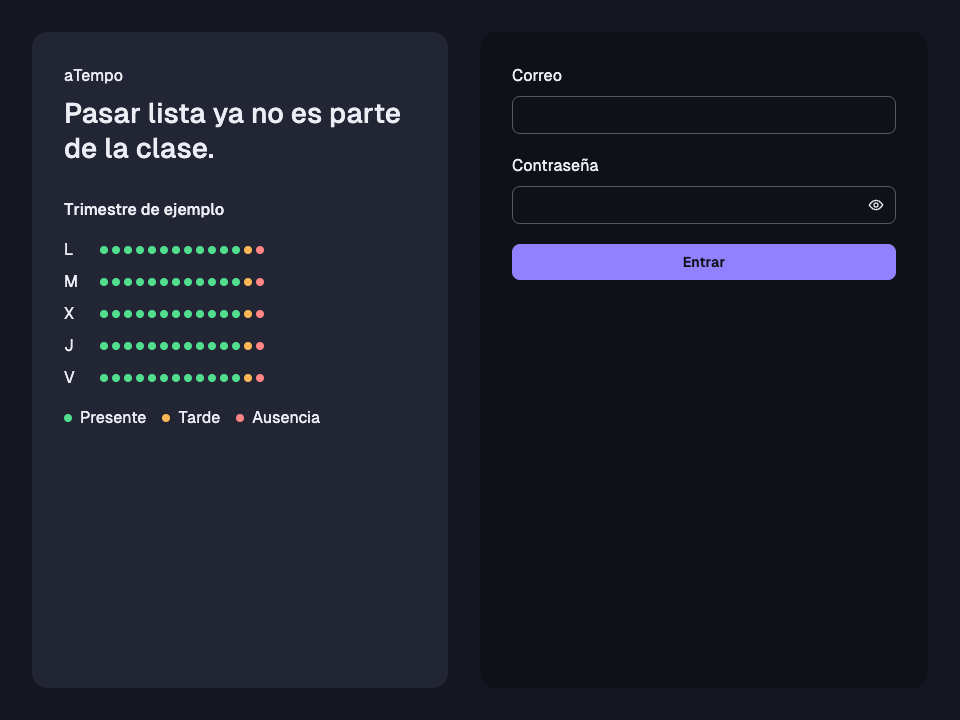 aTempo
Pasar lista ya no es parte
de la clase.
Trimestre de ejemplo
L
M
X
J
V
Presente Tarde Ausencia
Correo
Contraseña
Entrar